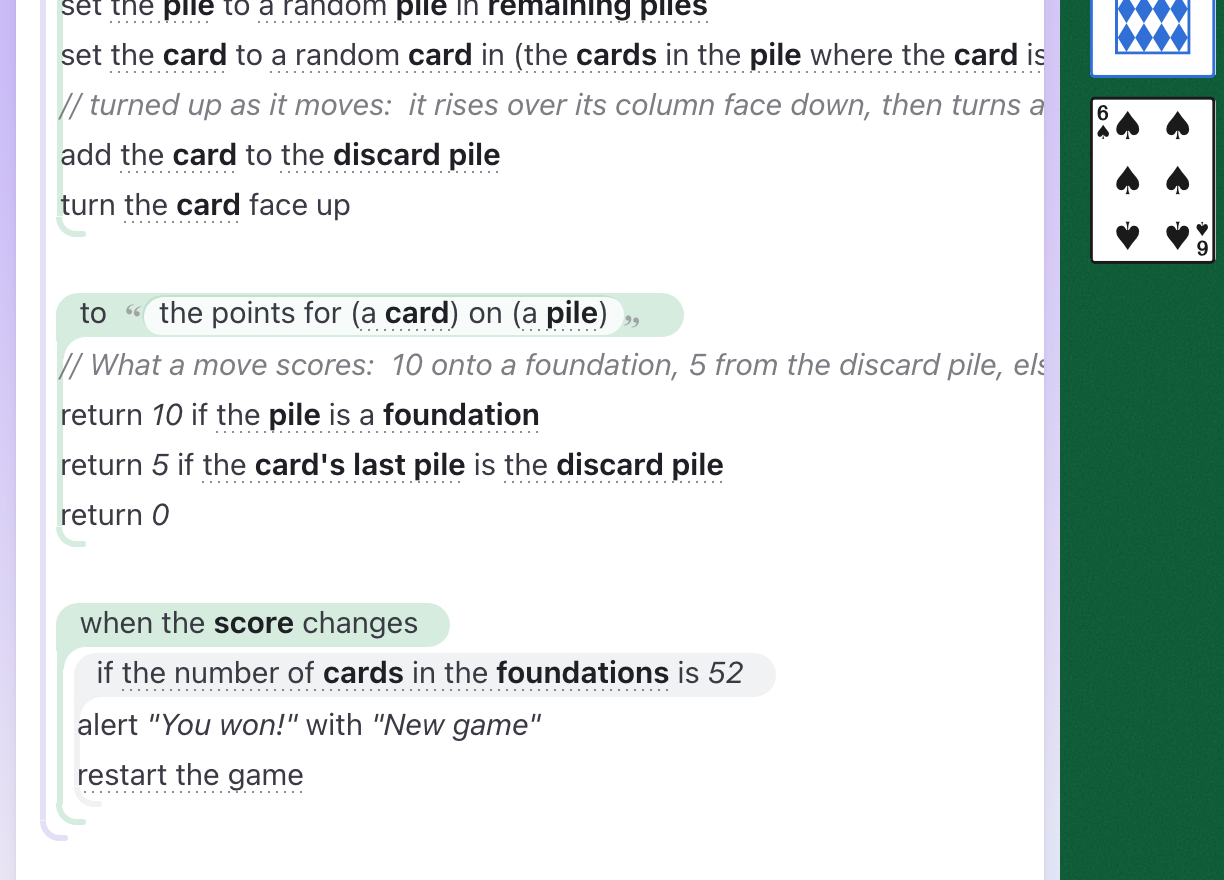 set the pile to a random pile in remaining piles
set the card to a random card in (the cards in the pile where the card is
// turned up as it moves:  it rises over its column face down, then turns a
add the card to the discard pile
turn the card face up
to “ the points for (a card) on (a pile) ”
// What a move scores:  10 onto a foundation, 5 from the discard pile, els
return 10 if the pile is a foundation
return 5 if the card's last pile is the discard pile
return 0
when the score changes
if the number of cards in the foundations is 52
alert "You won!" with "New game"
restart the game
6
6